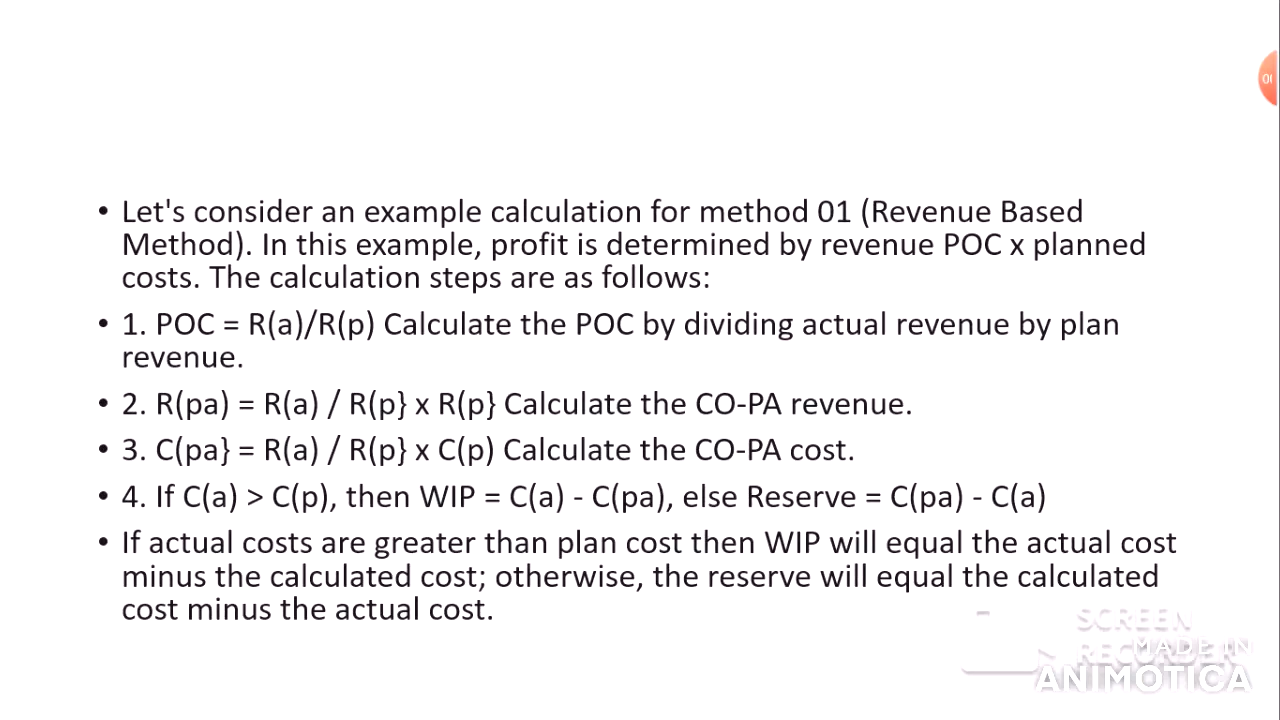 • Let's consider an example calculation for method 01 (Revenue Based
Method). In this example, profit is determined by revenue POC x planned
costs. The calculation steps are as follows:
• 1. POC = R(a)/R(p) Calculate the POC by dividing actual revenue by plan
revenue.
• 2. R(pa) = R(a) / R(p} x R(p} Calculate the CO-PA revenue.
• 3. C(pa} = R(a) / R(p} x C(p) Calculate the CO-PA cost.
• 4. If C(a) > C(p), then WIP = C(a) - C(pa), else Reserve = C(pa) - C(a)
• If actual costs are greater than plan cost then WIP will equal the actual cost
minus the calculated cost; otherwise, the reserve will equal the calculated
cost minus the actual cost.
SCREEN
RECORDER
MADE IN
ANIMOTICA